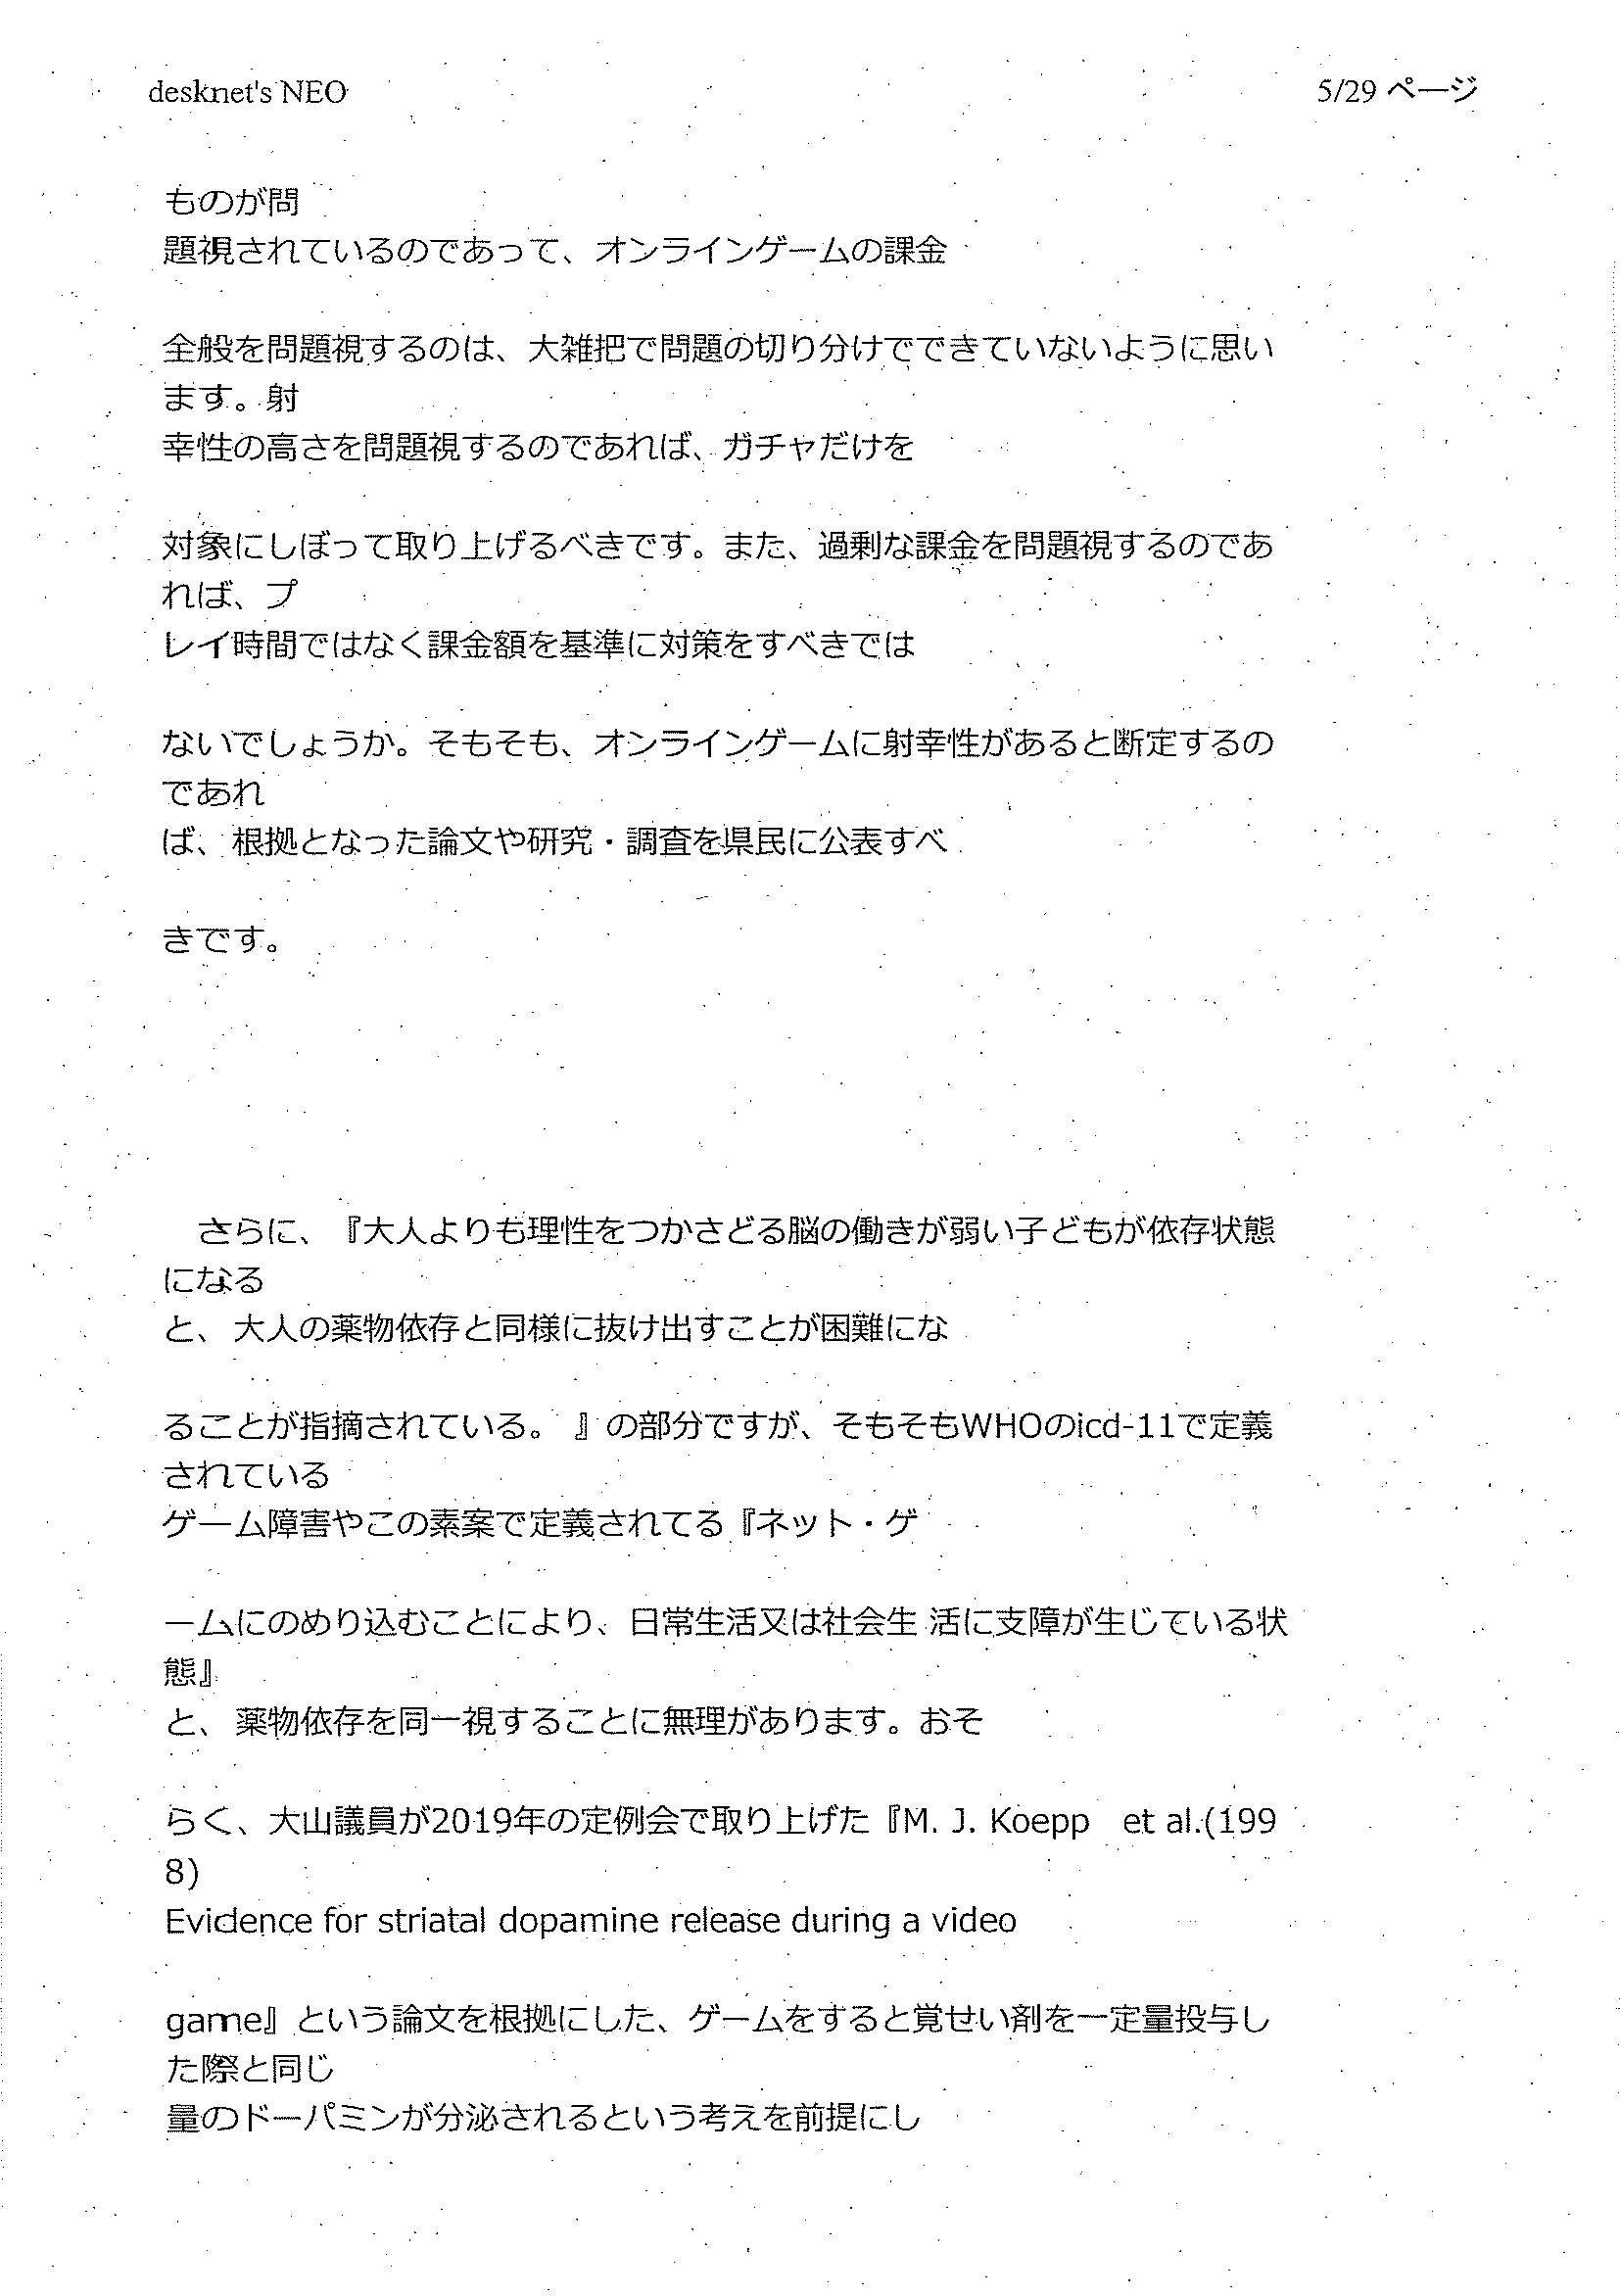 desknet's NEO
5/29 ページ
ものが問
題視されているのであって、オンラインゲームの課金
全般を問題視するのは、大雑把で問題の切り分けでできていないように思い
ます。射
幸性の高さを問題視するのであれば、ガチャだけを
対象にしぼって取り上げるべきです。また、過剰な課金を問題視するのであ
れば、プ
レイ時間ではなく課金額を基準に対策をすべきでは
ないでしょうか。そもそも、オンラインゲームに射幸性があると断定するの
であれ
ば、根拠となった論文や研究・調査を県民に公表すべ
きです。
さらに、『大人よりも理性をつかさどる脳の働きが弱い子どもが依存状態
になる
と、大人の薬物依存と同様に抜け出すことが困難にな
ることが指摘されている。 』の部分ですが、そもそもWHOのicd-11で定義
されている
ゲーム障害やこの素案で定義されてる『ネット・ゲ
ームにのめり込むことにより、日常生活又は社会生 活に支障が生じている状
態』
と、薬物依存を同一視することに無理があります。おそ
らく、大山議員が2019年の定例会で取り上げた『M. J. Koepp　et al.(199
8)
Evidence for striatal dopamine release during a video
game』という論文を根拠にした、ゲームをすると覚せい剤を一定量投与し
た際と同じ
量のドーパミンが分泌されるという考えを前提にし